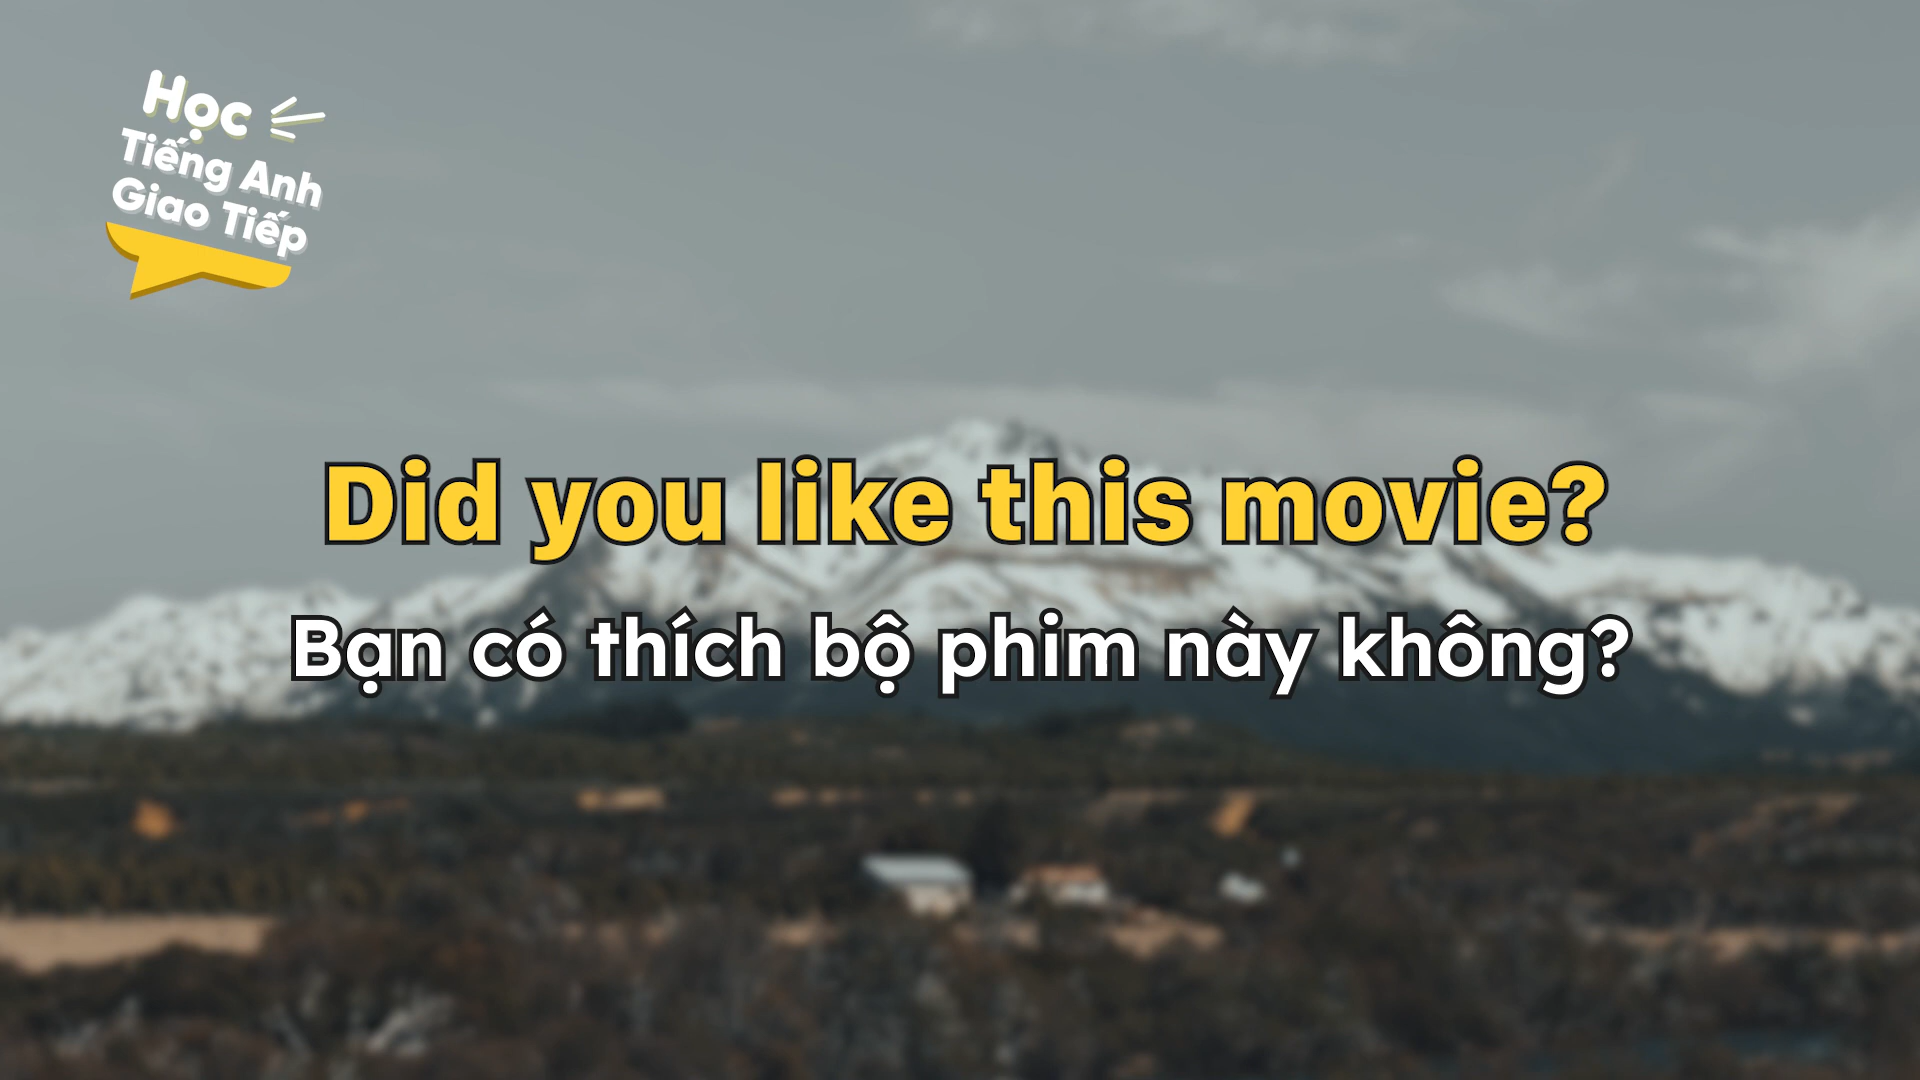 Học
Tiếng Anh
Giao Tiếp
Did you like this movie?
Bạn có thích bộ phim này không?